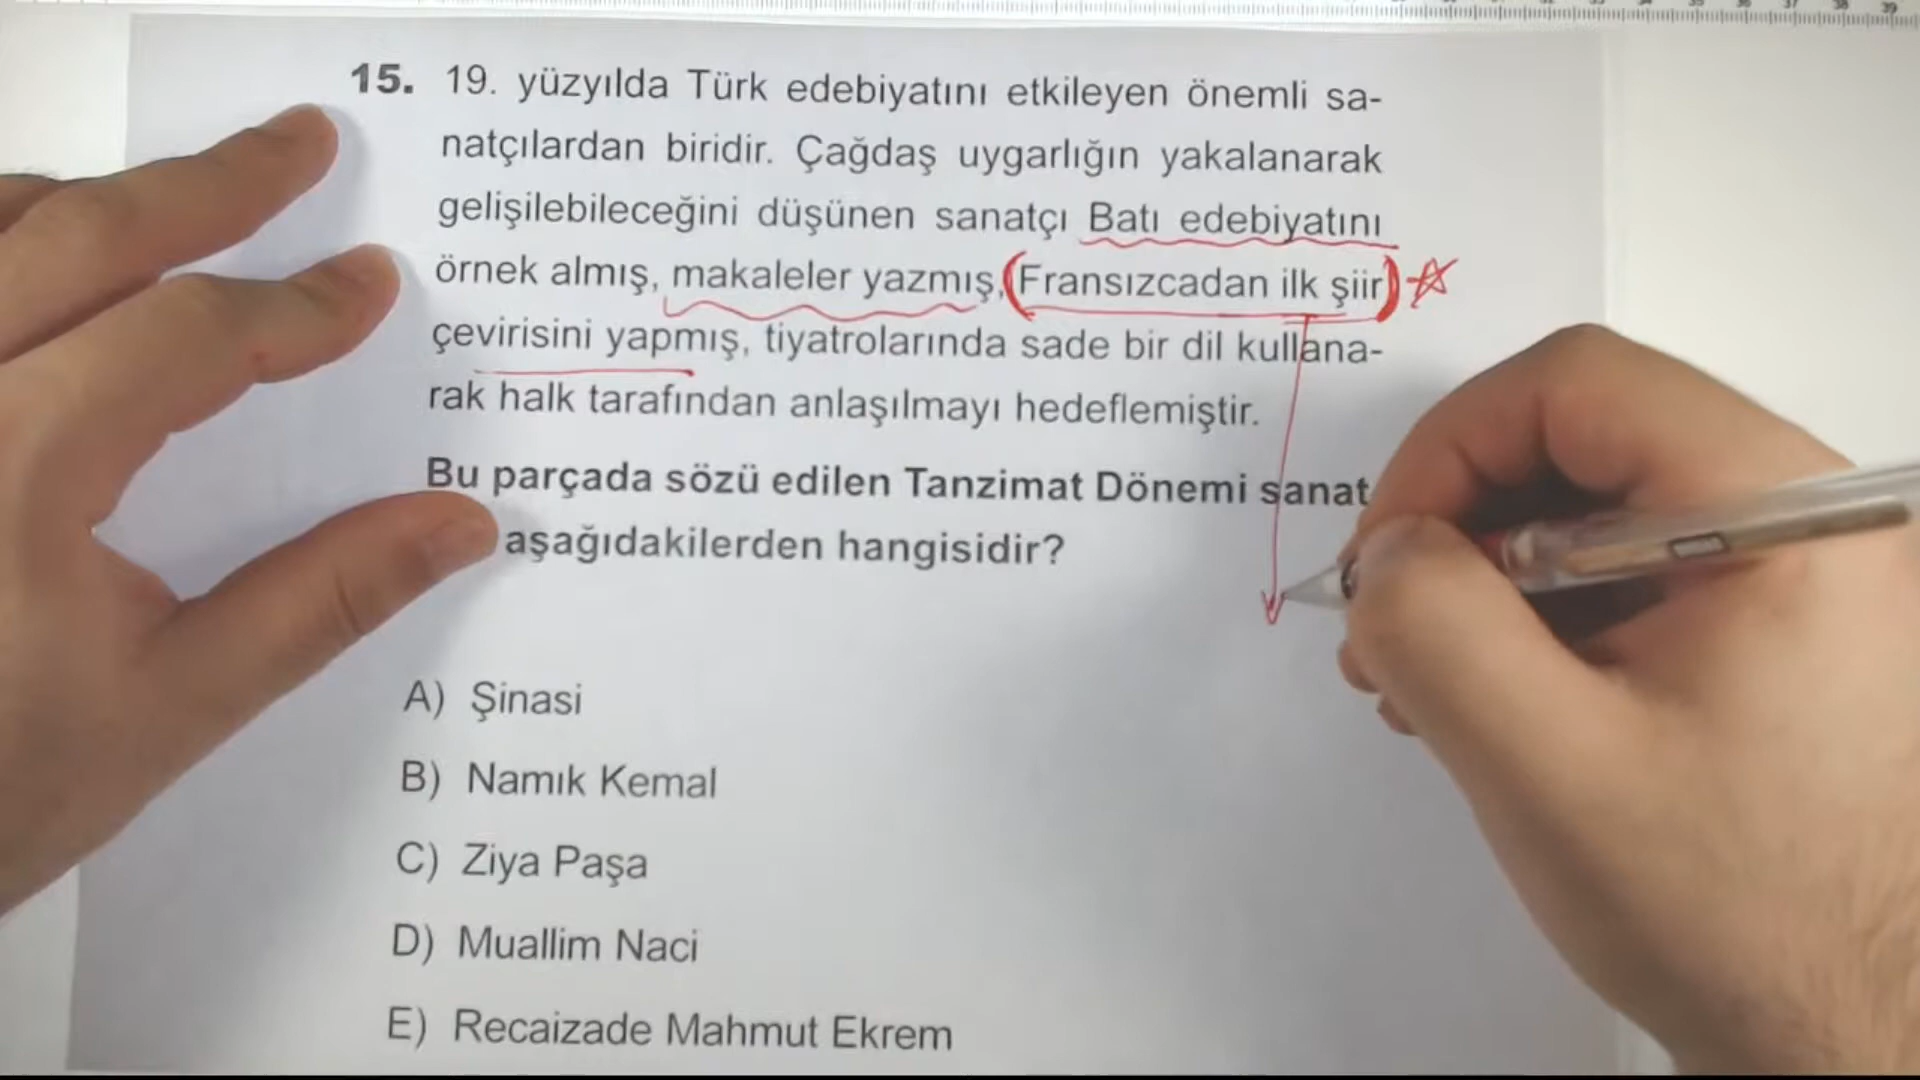 15. 19. yüzyılda Türk edebiyatını etkileyen önemli sa-
natçılardan biridir. Çağdaş uygarlığın yakalanarak
gelişilebileceğini düşünen sanatçı Batı edebiyatını
örnek almış, makaleler yazmış, (Fransızcadan ilk şiir)
çevirisini yapmış, tiyatrolarında sade bir dil kullana-
rak halk tarafından anlaşılmayı hedeflemiştir.
Bu parçada sözü edilen Tanzimat Dönemi sanat
aşağıdakilerden hangisidir?
A) Şinasi
B) Namık Kemal
C) Ziya Paşa
D) Muallim Naci
E) Recaizade Mahmut Ekrem